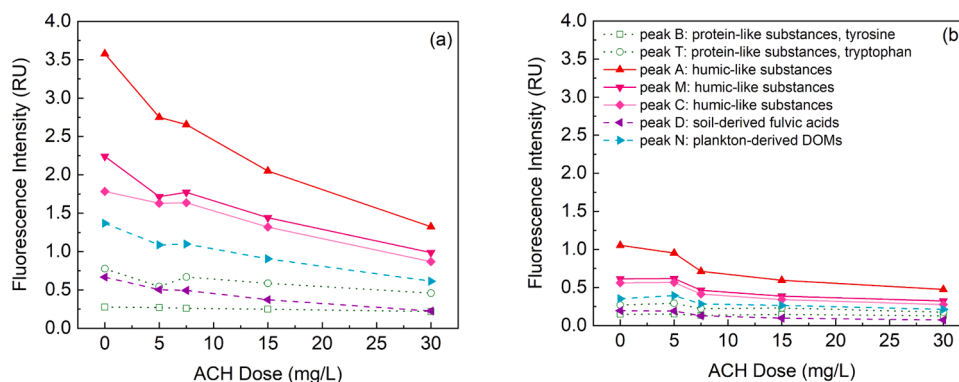 4.0
3.5
3.0
2.5
2.0
1.5
1.0
0.5
0.0
Fluorescence Intensity (RU)
(a)
0 5 10 15 20 25 30
ACH Dose (mg/L)
4.0
3.5
3.0
2.5
2.0
1.5
1.0
0.5
0.0
Fluorescence Intensity (RU)
(b
peak B: protein-like substances, tyrosine
peak T: protein-like substances, tryptophan
peak A: humic-like substances
peak M: humic-like substances
peak C: humic-like substances
peak D: soil-derived fulvic acids
peak N: plankton-derived DOMs
0 5 10 15 20 25 30
ACH Dose (mg/L)